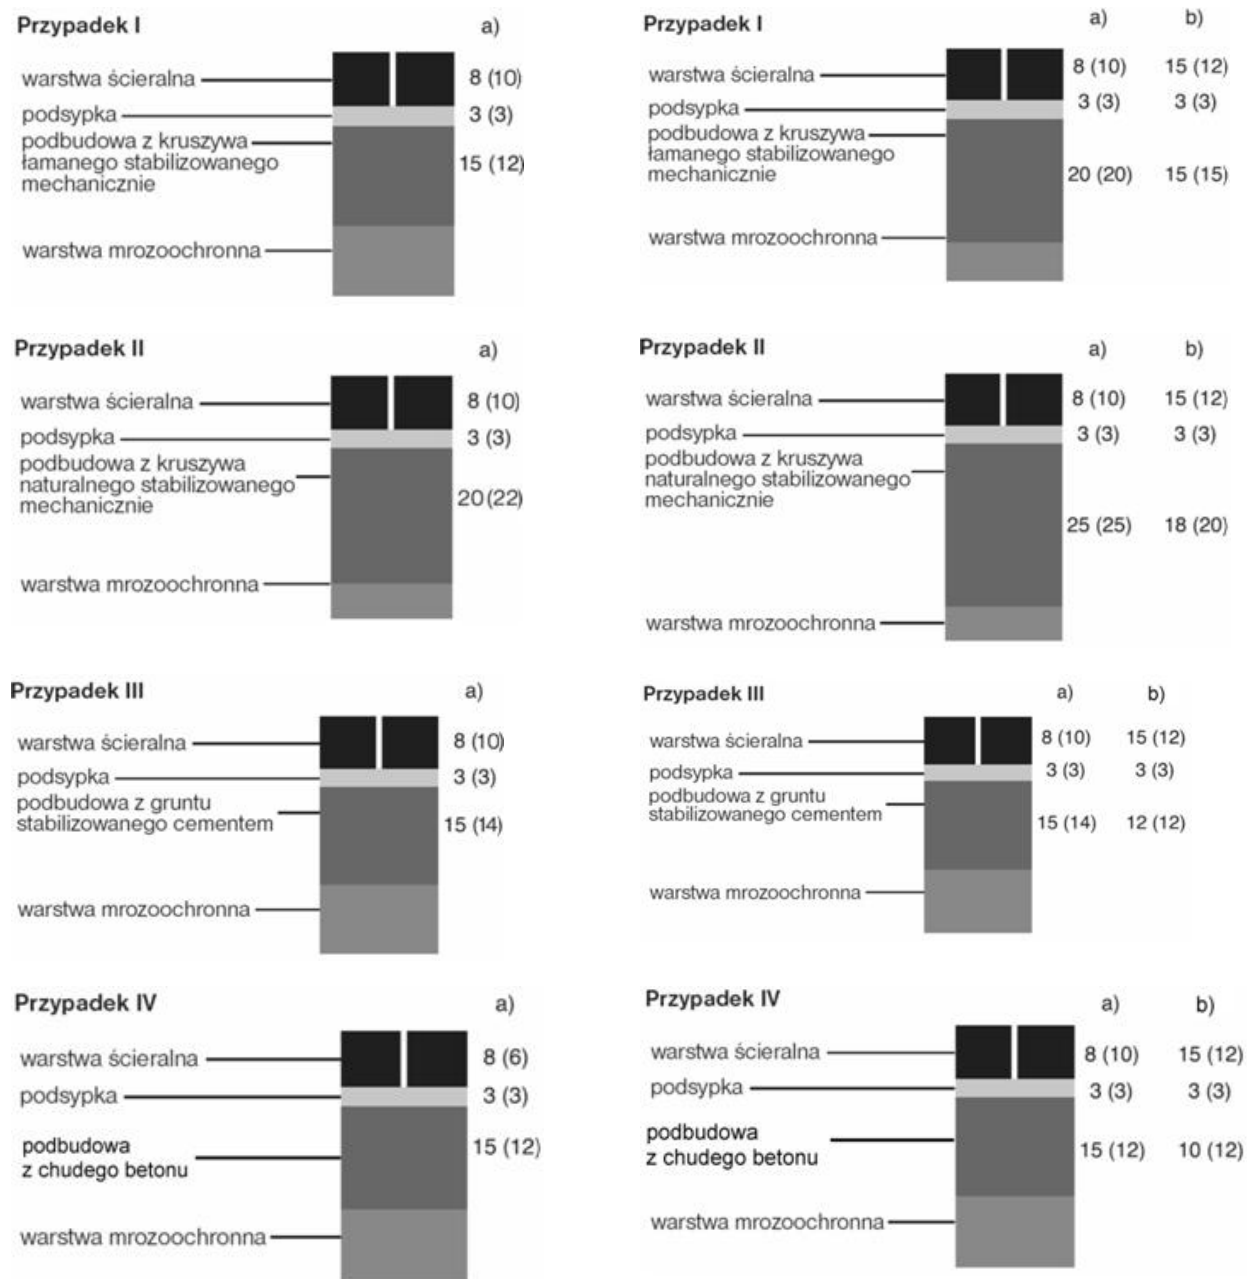 Przypadek I a)
warstwa ścieralna 8 (10)
podsypka 3 (3)
podbudowa z kruszywa
łamanego stabilizowanego 15 (12)
mechanicznie
warstwa mrozoochronna
Przypadek I a) b)
warstwa ścieralna 8 (10) 15 (12)
podsypka 3 (3) 3 (3)
podbudowa z kruszywa
łamanego stabilizowanego
mechanicznie 20 (20) 15 (15)
warstwa mrozoochronna
Przypadek II a)
warstwa ścieralna 8 (10)
podsypka 3 (3)
podbudowa z kruszywa
naturalnego stabilizowanego
mechanicznie 20 (22)
warstwa mrozoochronna
Przypadek II a) b)
warstwa ścieralna 8 (10) 15 (12)
podsypka 3 (3) 3 (3)
podbudowa z kruszywa
naturalnego stabilizowanego
mechanicznie
25 (25) 18 (20)
warstwa mrozoochronna
Przypadek III a)
warstwa ścieralna 8 (10)
podsypka 3 (3)
podbudowa z gruntu
stabilizowanego cementem 15 (14)
warstwa mrozoochronna
Przypadek III a) b)
warstwa ścieralna 8 (10) 15 (12)
podsypka 3 (3) 3 (3)
podbudowa z gruntu
stabilizowanego cementem 15 (14) 12 (12)
warstwa mrozoochronna
Przypadek IV a)
warstwa ścieralna 8 (6)
podsypka 3 (3)
podbudowa 15 (12)
z chudego betonu
warstwa mrozoochronna
Przypadek IV a) b)
warstwa ścieralna 8 (10) 15 (12)
podsypka 3 (3) 3 (3)
podbudowa
z chudego betonu 15 (12) 10 (12)
warstwa mrozoochronna